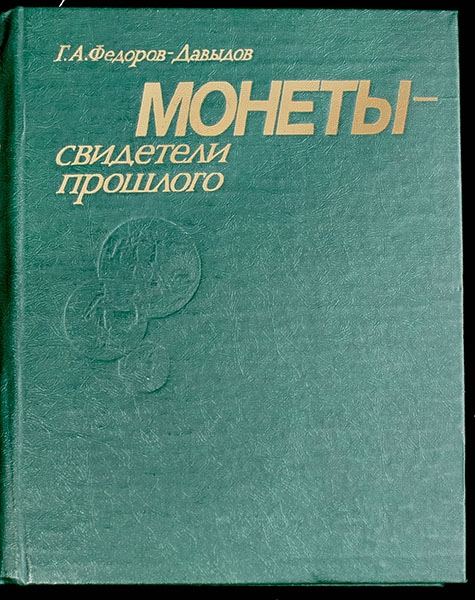 Г.А.Федоров-Давыдов
МОНЕТЫ-
свидетели
прошлого